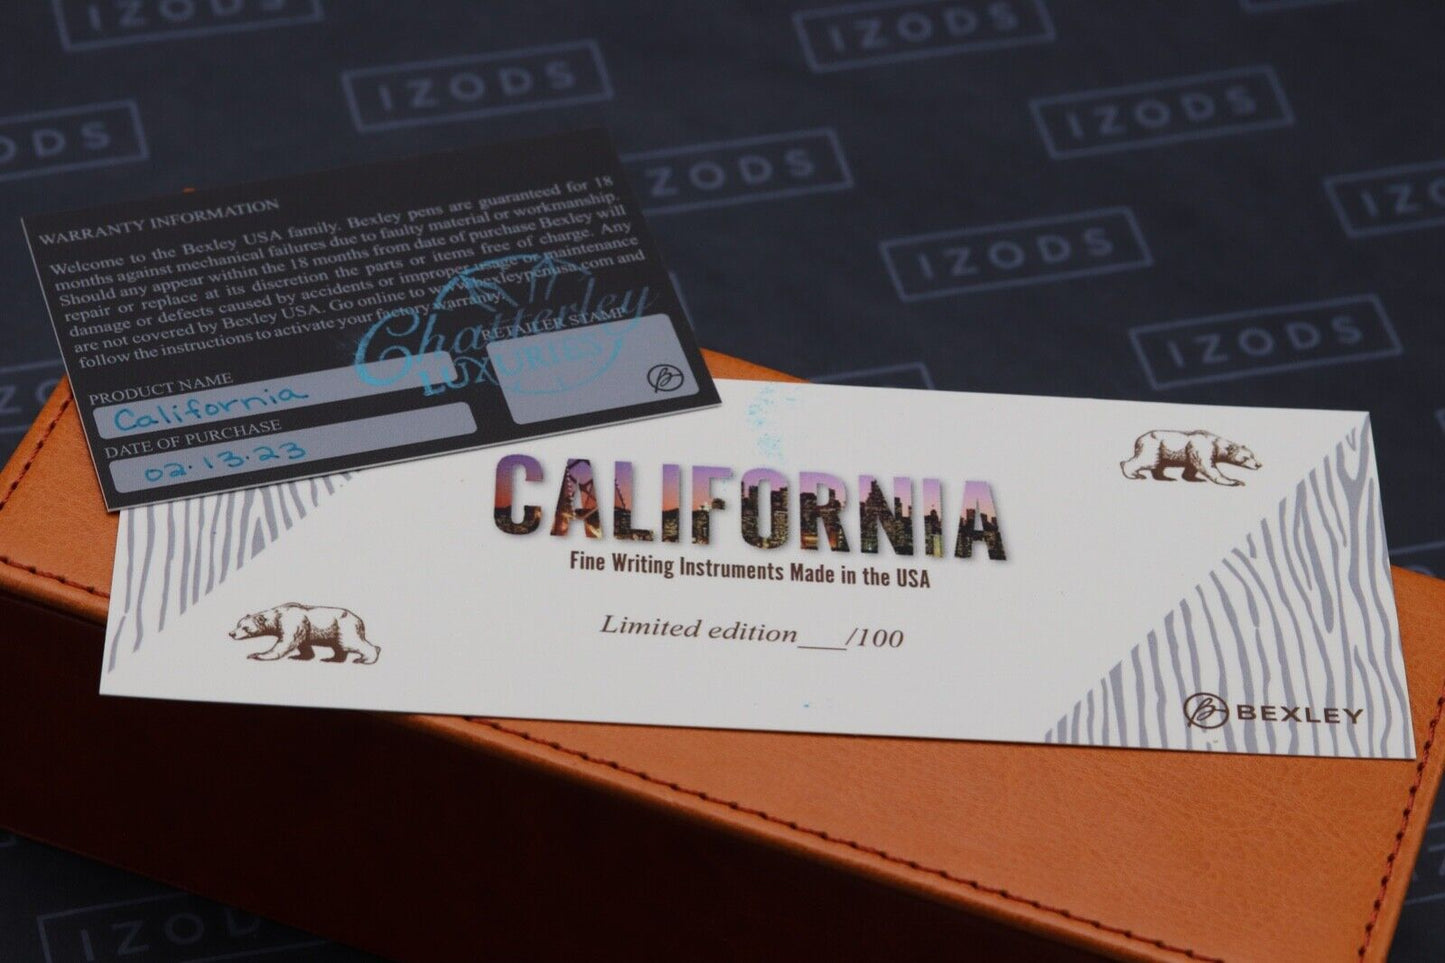 IZODS
IZODS
IZODS
IZODS
IZODS
IZODS
IZODS
WARRANTY INFORMATION
Welcome to the Bexley USA family. Bexley pens are guaranteed for 18
months against mechanical failures due to faulty material or workmanship,
Should any appear within the 18 months from date of purchase Bexley will
repair or replace at its discretion the parts or items free of charge. Any
damage or defects caused by accidents or improper usage or maintenance
are not covered by Bexley USA. Go online to www.bexleypenusa.com and
follow the instructions to activate your factory warranty.
Chatterley
LUXURIES
RETAILER STAMP
PRODUCT NAME
California
DATE OF PURCHASE
02.13.23
CALIFORNIA
Fine Writing Instruments Made in the USA
Limited edition___/100
BEXLEY
IZODS